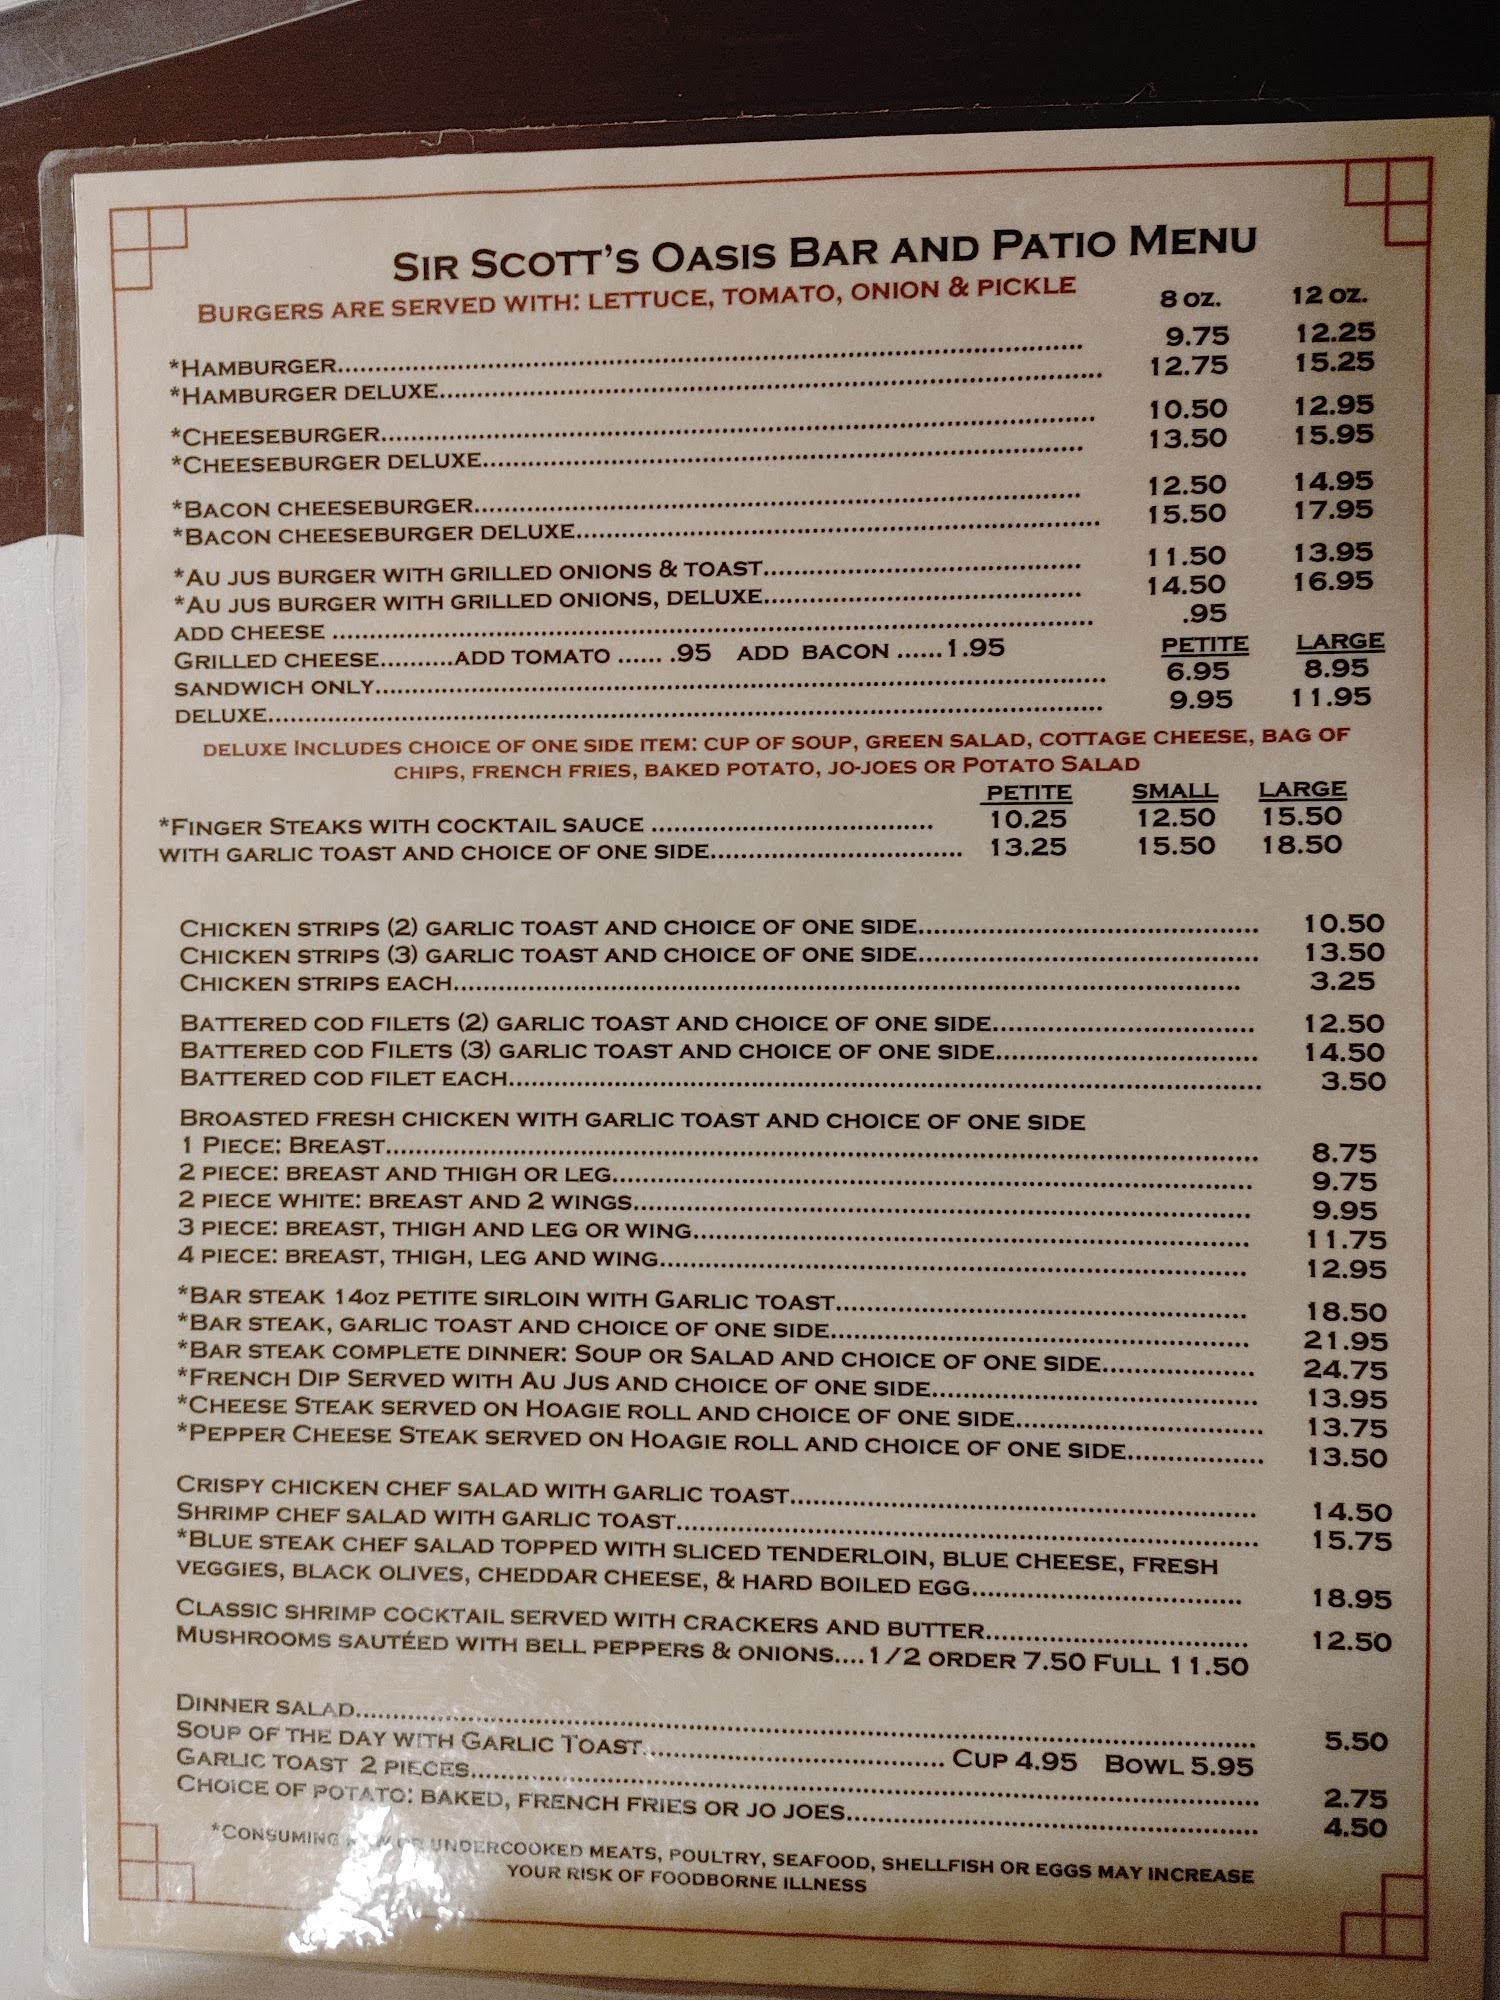 SIR SCOTT'S OASIS BAR AND PATIO MENU
BURGERS ARE SERVED WITH: LETTUCE, TOMATO, ONION & PICKLE 8 OZ. 12 OZ.
*HAMBURGER........ 9.75 12.25
*HAMBURGER DELUXE........ 12.75 15.25
*CHEESEBURGER........ 10.50 12.95
*CHEESEBURGER DELUXE........ 13.50 15.95
*BACON CHEESEBURGER........ 12.50 14.95
*BACON CHEESEBURGER DELUXE........ 15.50 17.95
*AU JUS BURGER WITH GRILLED ONIONS & TOAST........ 11.50 13.95
*AU JUS BURGER WITH GRILLED ONIONS, DELUXE........ 14.50 16.95
ADD CHEESE ........ .95
GRILLED CHEESE..........ADD TOMATO ...... .95 ADD BACON ......1.95 PETITE LARGE
SANDWICH ONLY........ 6.95 8.95
DELUXE........ 9.95 11.95
DELUXE INCLUDES CHOICE OF ONE SIDE ITEM: CUP OF SOUP, GREEN SALAD, COTTAGE CHEESE, BAG OF
CHIPS, FRENCH FRIES, BAKED POTATO, JO-JOES OR POTATO SALAD
PETITE SMALL LARGE
*FINGER STEAKS WITH COCKTAIL SAUCE ........ 10.25 12.50 15.50
WITH GARLIC TOAST AND CHOICE OF ONE SIDE........ 13.25 15.50 18.50
CHICKEN STRIPS (2) GARLIC TOAST AND CHOICE OF ONE SIDE........ 10.50
CHICKEN STRIPS (3) GARLIC TOAST AND CHOICE OF ONE SIDE........ 13.50
CHICKEN STRIPS EACH........ 3.25
BATTERED COD FILETS (2) GARLIC TOAST AND CHOICE OF ONE SIDE........ 12.50
BATTERED COD FILETS (3) GARLIC TOAST AND CHOICE OF ONE SIDE........ 14.50
BATTERED COD FILET EACH........ 3.50
BROASTED FRESH CHICKEN WITH GARLIC TOAST AND CHOICE OF ONE SIDE
1 PIECE: BREAST........ 8.75
2 PIECE: BREAST AND THIGH OR LEG........ 9.75
2 PIECE WHITE: BREAST AND 2 WINGS........ 9.95
3 PIECE: BREAST, THIGH AND LEG OR WING........ 11.75
4 PIECE: BREAST, THIGH, LEG AND WING........ 12.95
*BAR STEAK 14OZ PETITE SIRLOIN WITH GARLIC TOAST........ 18.50
*BAR STEAK, GARLIC TOAST AND CHOICE OF ONE SIDE........ 21.95
*BAR STEAK COMPLETE DINNER: SOUP OR SALAD AND CHOICE OF ONE SIDE........ 24.75
*FRENCH DIP SERVED WITH AU JUS AND CHOICE OF ONE SIDE........ 13.95
*CHEESE STEAK SERVED ON HOAGIE ROLL AND CHOICE OF ONE SIDE........ 13.75
*PEPPER CHEESE STEAK SERVED ON HOAGIE ROLL AND CHOICE OF ONE SIDE........ 13.50
CRISPY CHICKEN CHEF SALAD WITH GARLIC TOAST........ 14.50
SHRIMP CHEF SALAD WITH GARLIC TOAST........ 15.75
*BLUE STEAK CHEF SALAD TOPPED WITH SLICED TENDERLOIN, BLUE CHEESE, FRESH
VEGGIES, BLACK OLIVES, CHEDDAR CHEESE, & HARD BOILED EGG........ 18.95
CLASSIC SHRIMP COCKTAIL SERVED WITH CRACKERS AND BUTTER........ 12.50
MUSHROOMS SAUTÉED WITH BELL PEPPERS & ONIONS....1/2 ORDER 7.50 FULL 11.50
DINNER SALAD........ 5.50
SOUP OF THE DAY WITH GARLIC TOAST........ CUP 4.95 BOWL 5.95
GARLIC TOAST 2 PIECES........ 2.75
CHOICE OF POTATO: BAKED, FRENCH FRIES OR JO JOES........ 4.50
*CONSUMING UNDERCOOKED MEATS, POULTRY, SEAFOOD, SHELLFISH OR EGGS MAY INCREASE
YOUR RISK OF FOODBORNE ILLNESS